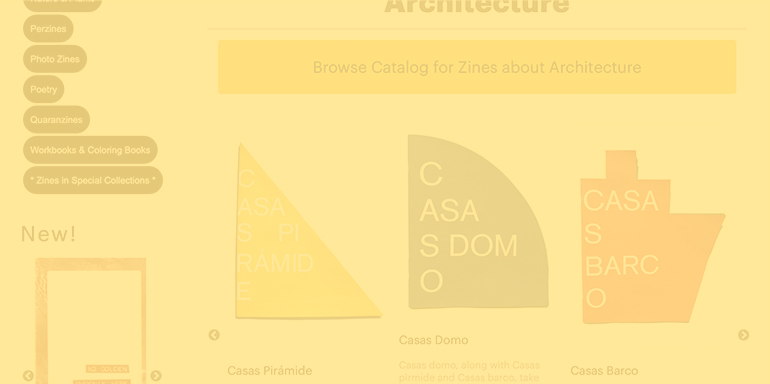 Perzines
Photo Zines
Poetry
Quaranzines
Workbooks & Coloring Books
* Zines in Special Collections *
New!
Architecture
Browse Catalog for Zines about Architecture
C
ASA
S PI
RÁMID
E
Casas Pirámide
C
ASA
S DOM
O
Casas Domo
Casas domo, along with Casas
pirmide and Casas barco, take
CASA
S
BARC
O
Casas Barco